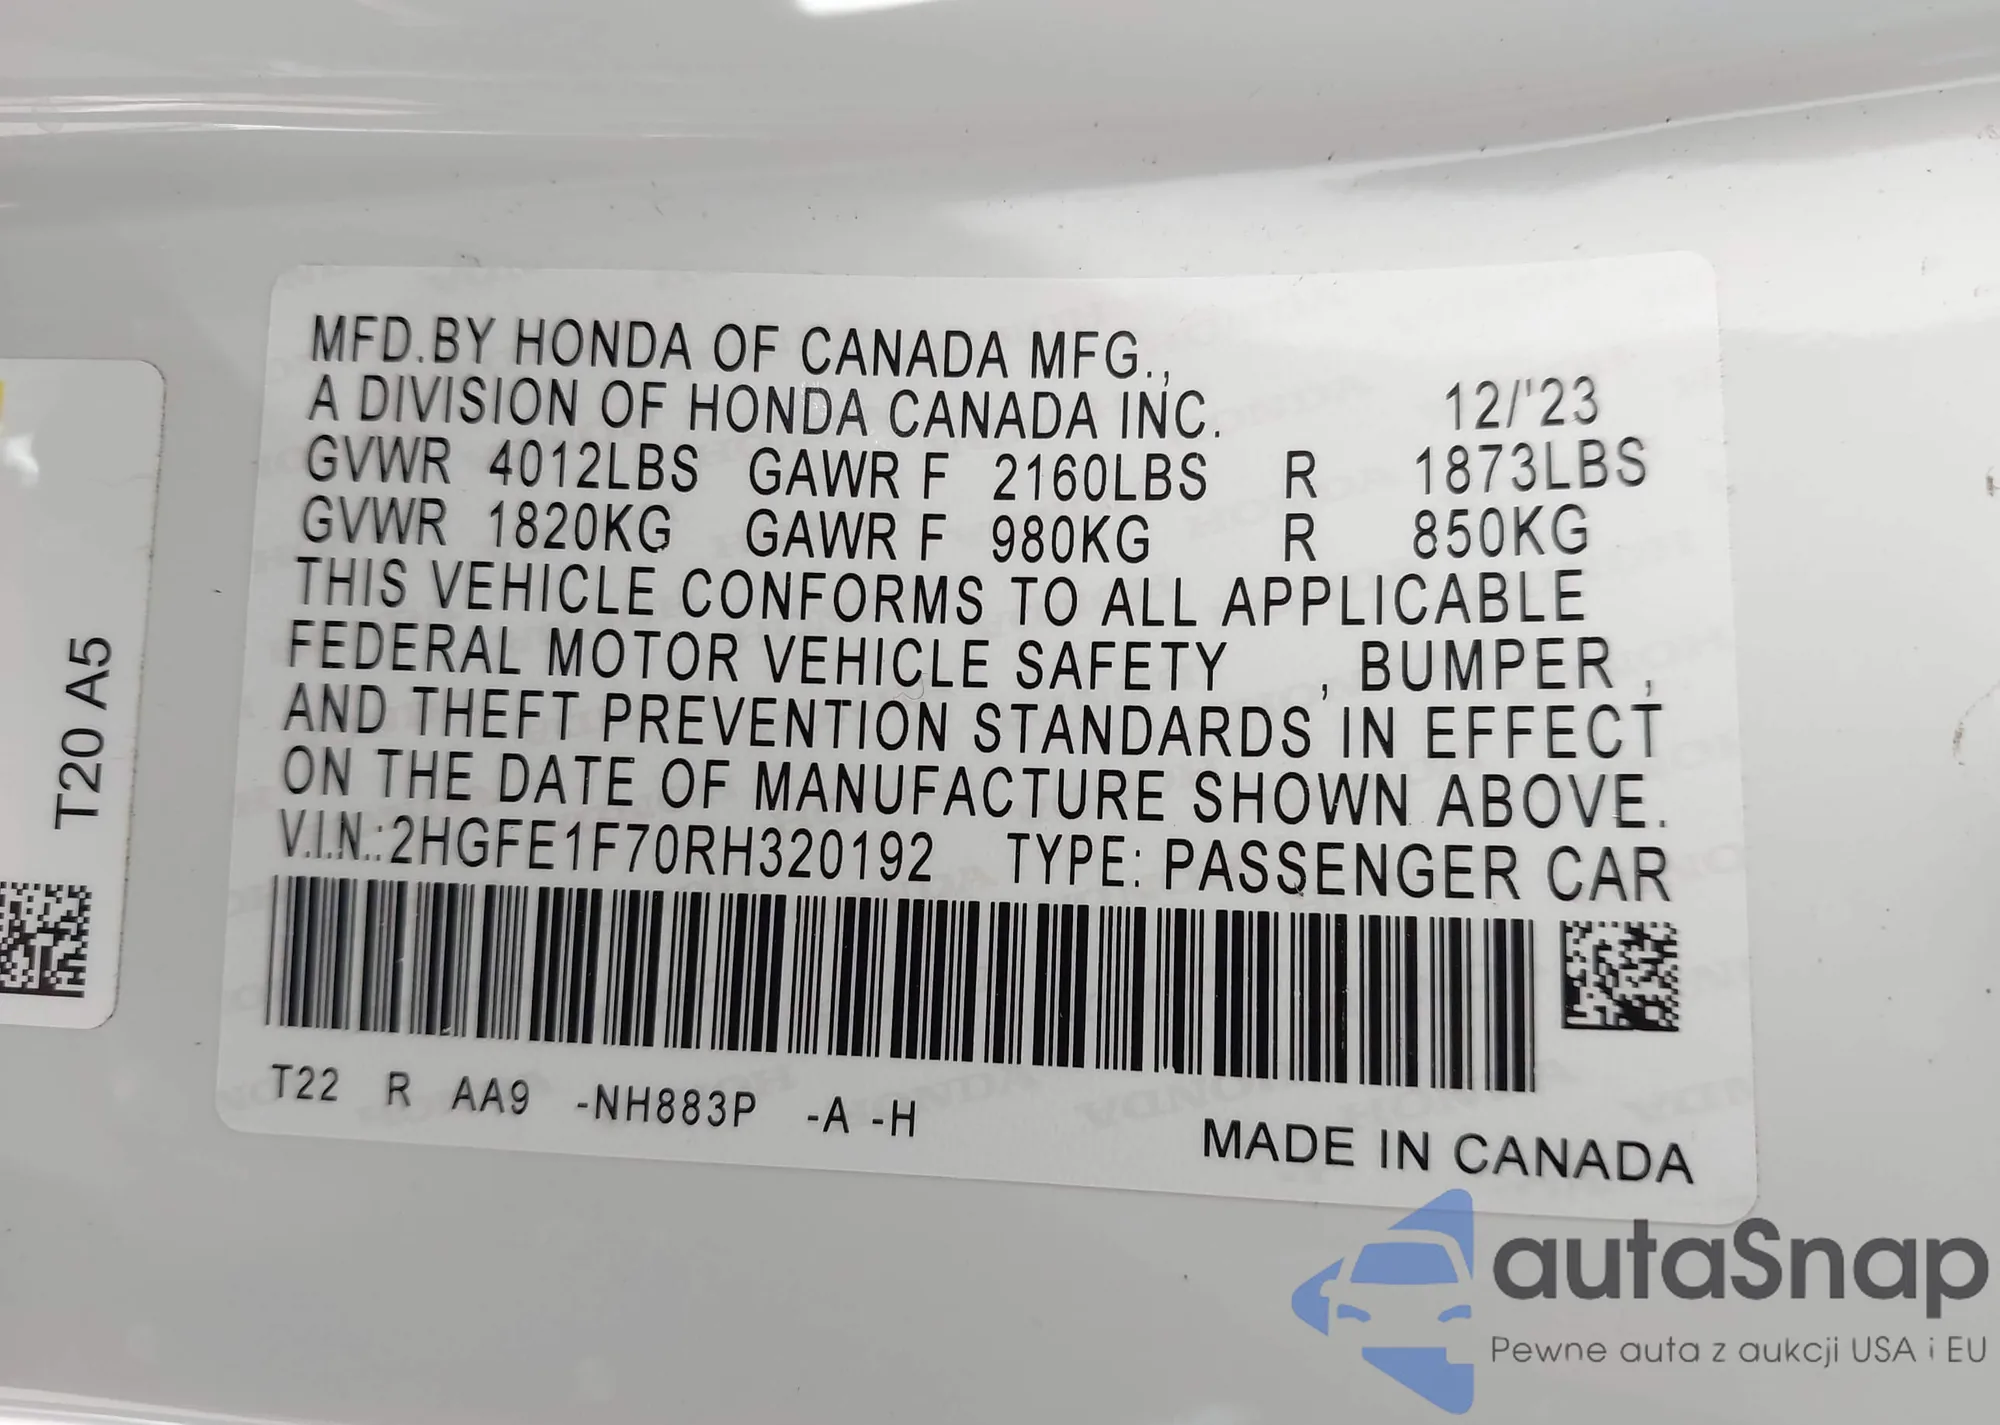 MFD.BY HONDA OF CANADA MFG.,
A DIVISION OF HONDA CANADA INC. 12/'23
GVWR 4012LBS GAWR F 2160LBS R 1873LBS
GVWR 1820KG GAWR F 980KG R 850KG
THIS VEHICLE CONFORMS TO ALL APPLICABLE
FEDERAL MOTOR VEHICLE SAFETY , BUMPER ,
AND THEFT PREVENTION STANDARDS IN EFFECT
ON THE DATE OF MANUFACTURE SHOWN ABOVE.
V.I.N.:2HGFE1F70RH320192 TYPE: PASSENGER CAR
T22 R AA9 -NH883P -A -H
MADE IN CANADA
T20 A5
autaSnap
Pewne auta z aukcji USA i EU